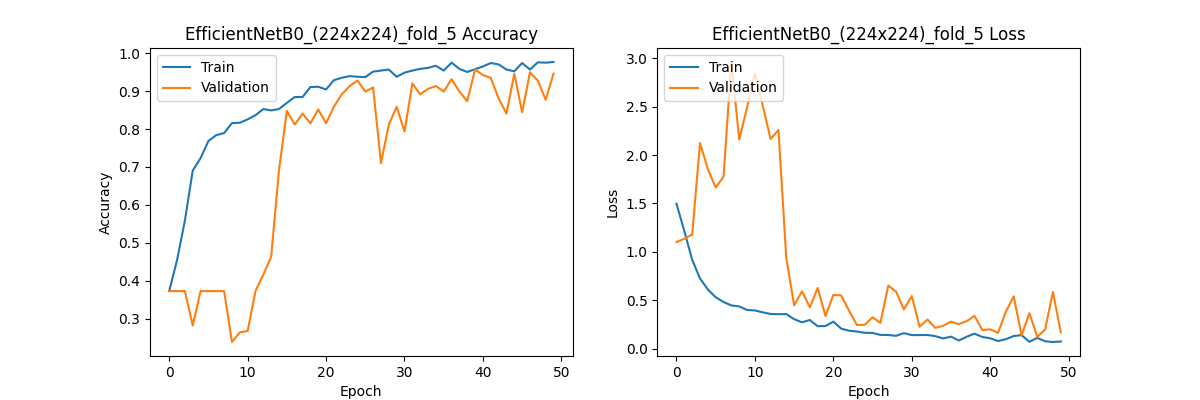 EfficientNetB0_(224x224)_fold_5 Accuracy
Train
Validation
1.0
0.9
0.8
0.7
0.6
0.5
0.4
0.3
Accuracy
0
10
20
30
40
50
Epoch
EfficientNetB0_(224x224)_fold_5 Loss
Train
Validation
3.0
2.5
2.0
1.5
1.0
0.5
0.0
Loss
0
10
20
30
40
50
Epoch